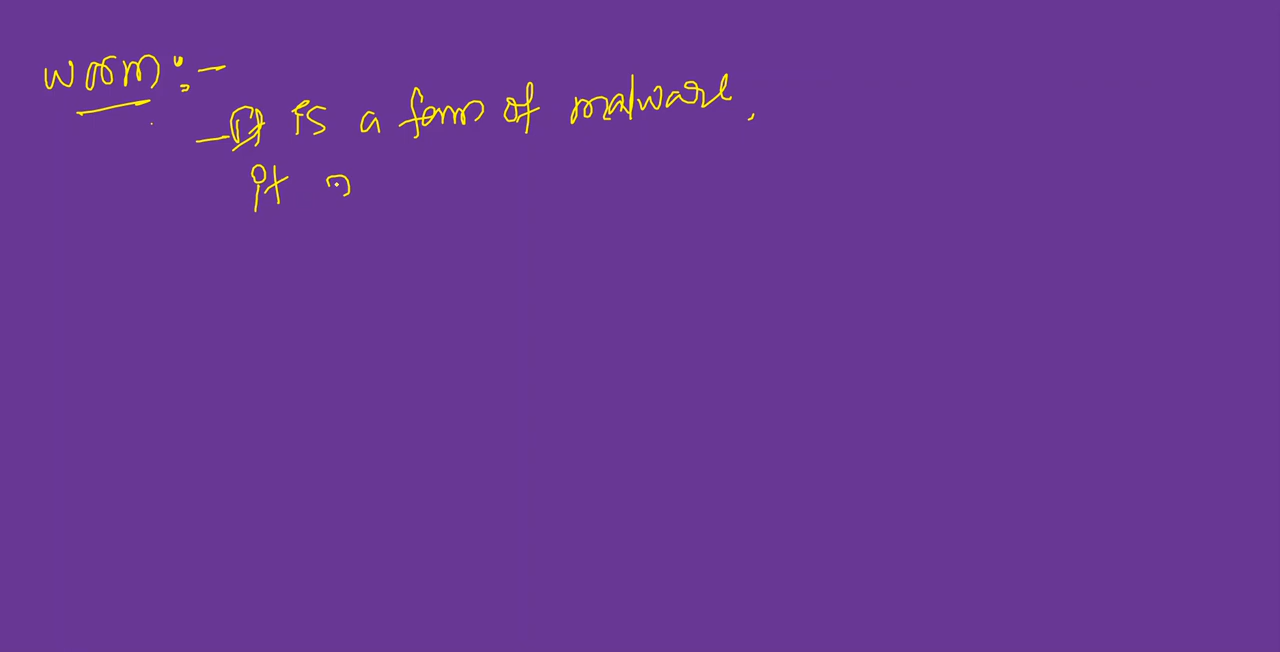 worm:-
- It is a form of malware,
it